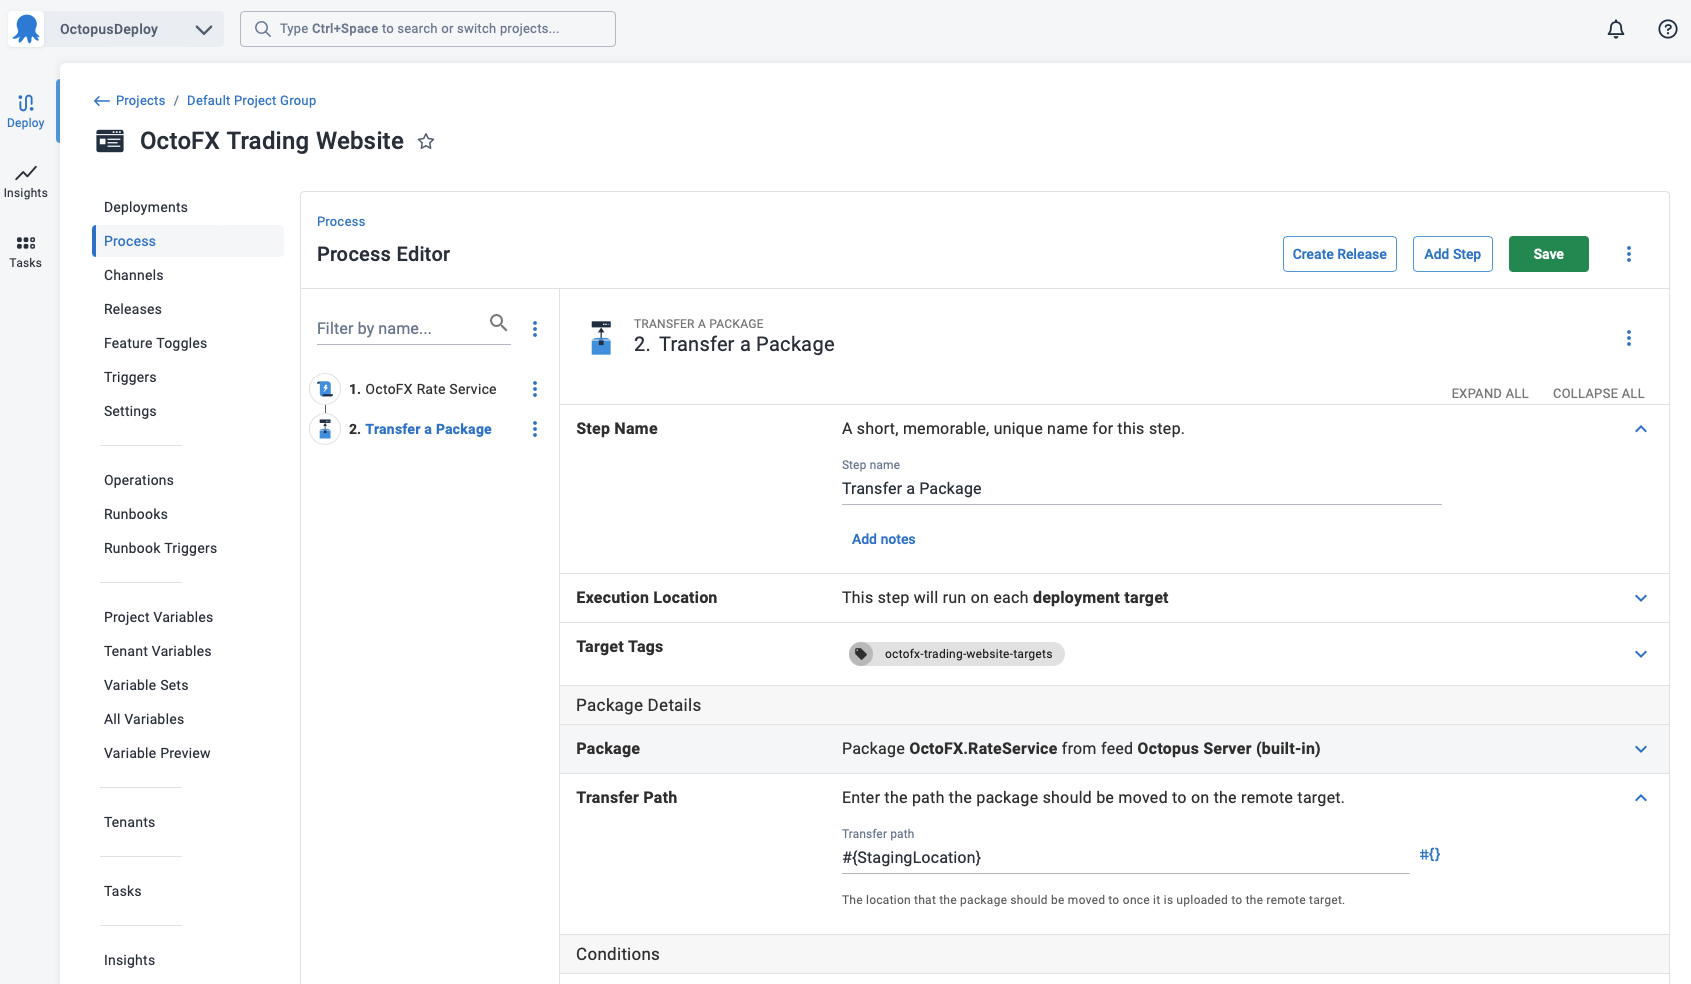 OctopusDeploy
Type Ctrl+Space to search or switch projects...
Deploy
Insights
Tasks
Projects / Default Project Group
OctoFX Trading Website
Deployments
Process
Channels
Releases
Feature Toggles
Triggers
Settings
Operations
Runbooks
Runbook Triggers
Project Variables
Tenant Variables
Variable Sets
All Variables
Variable Preview
Tenants
Tasks
Insights
Process
Process Editor
Create Release
Add Step
Save
Filter by name...
1. OctoFX Rate Service
2. Transfer a Package
TRANSFER A PACKAGE
2. Transfer a Package
EXPAND ALL COLLAPSE ALL
Step Name
A short, memorable, unique name for this step.
Step name
Transfer a Package
Add notes
Execution Location
This step will run on each deployment target
Target Tags
octofx-trading-website-targets
Package Details
Package
Package OctoFX.RateService from feed Octopus Server (built-in)
Transfer Path
Enter the path the package should be moved to on the remote target.
Transfer path
#{StagingLocation}
#{}
The location that the package should be moved to once it is uploaded to the remote target.
Conditions